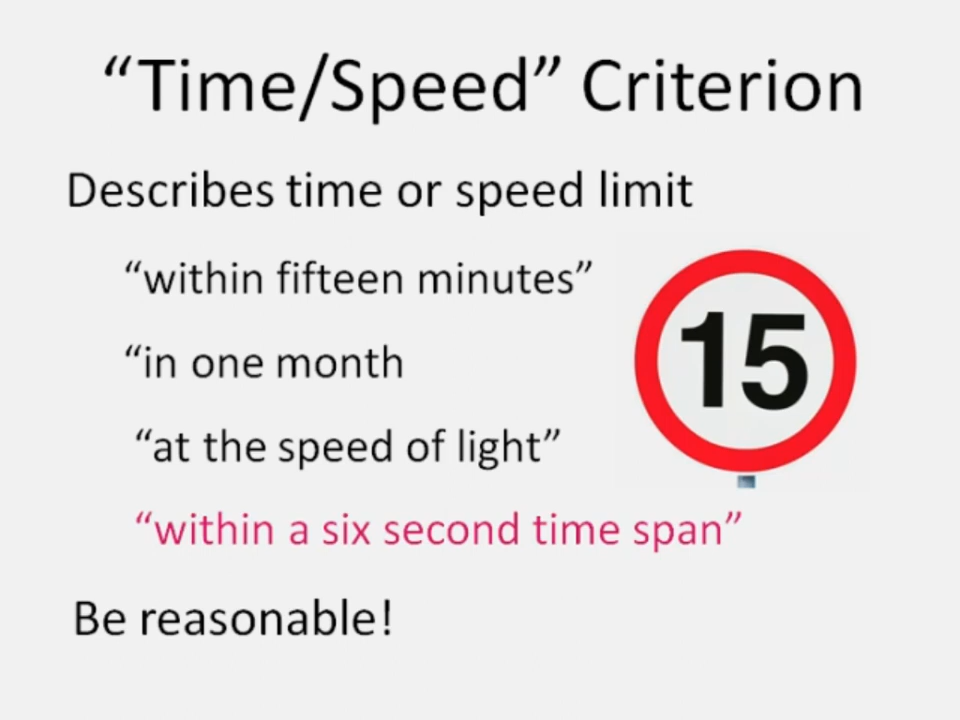 “Time/Speed” Criterion
Describes time or speed limit
“within fifteen minutes”
“in one month
“at the speed of light”
“within a six second time span”
Be reasonable!
15